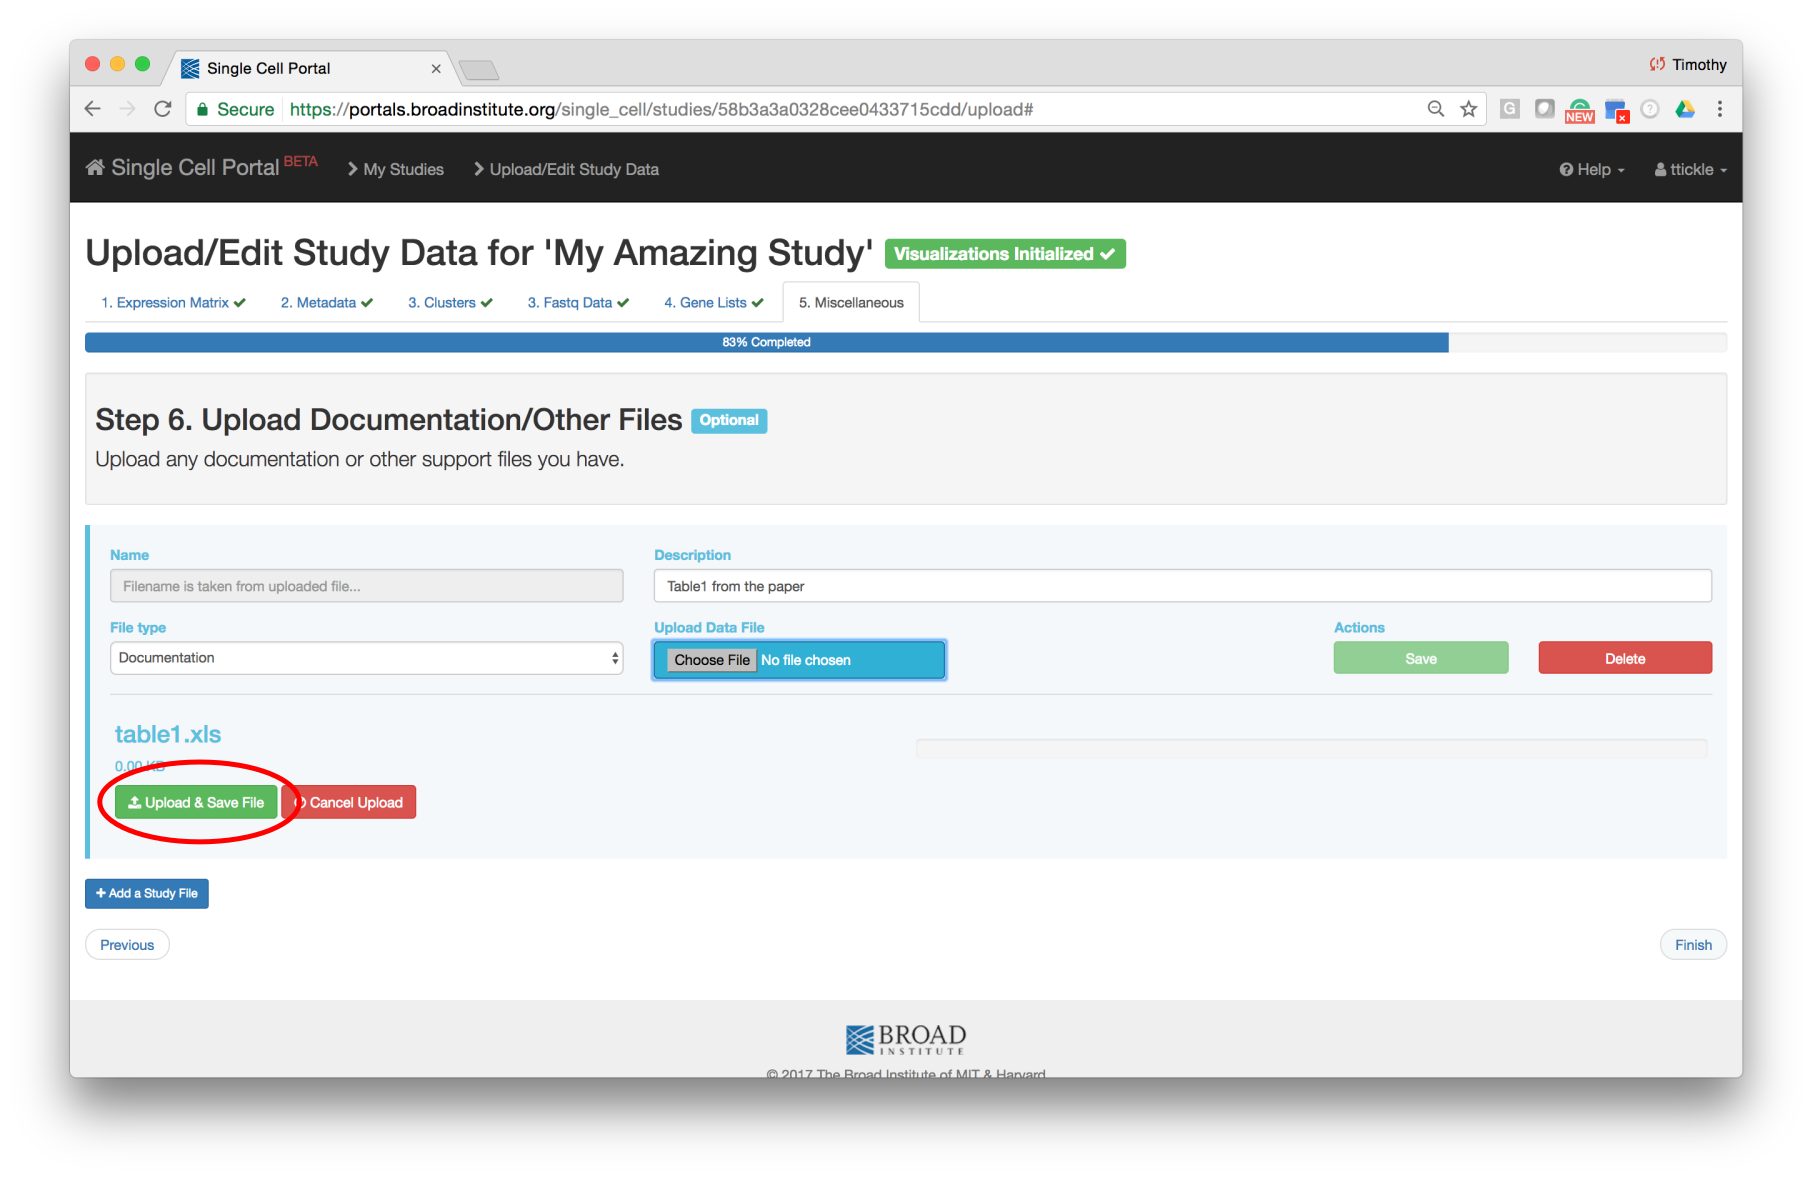 Single Cell Portal
Timothy
Secure https://portals.broadinstitute.org/single_cell/studies/58b3a3a0328cee0433715cdd/upload#
G
NEW
Single Cell Portal BETA My Studies Upload/Edit Study Data Help ttickle
Upload/Edit Study Data for 'My Amazing Study' Visualizations Initialized
1. Expression Matrix 2. Metadata 3. Clusters 3. Fastq Data 4. Gene Lists 5. Miscellaneous
83% Completed
Step 6. Upload Documentation/Other Files Optional
Upload any documentation or other support files you have.
Name Description
Filename is taken from uploaded file... Table1 from the paper
File type Upload Data File Actions
Documentation Choose File No file chosen Save Delete
table1.xls
0.00 KB
Upload & Save File Cancel Upload
+ Add a Study File
Previous Finish
BROAD
INSTITUTE
© 2017 The Broad Institute of MIT & Harvard